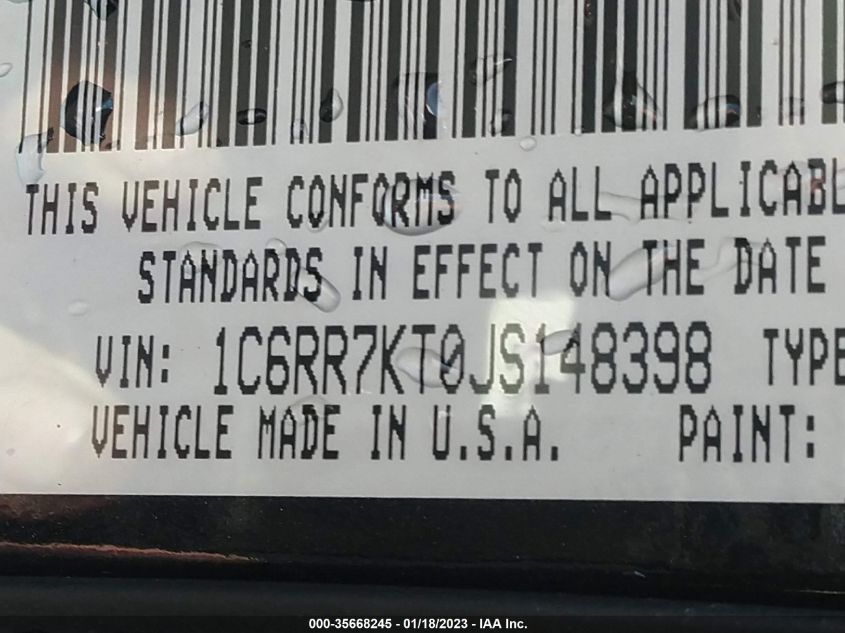 THIS VEHICLE CONFORMS TO ALL APPLICABL
STANDARDS IN EFFECT ON THE DATE
VIN: 1C6RR7KT0JS148398 TYPE
VEHICLE MADE IN U.S.A. PAINT:
000-35668245 - 01/18/2023 - IAA Inc.